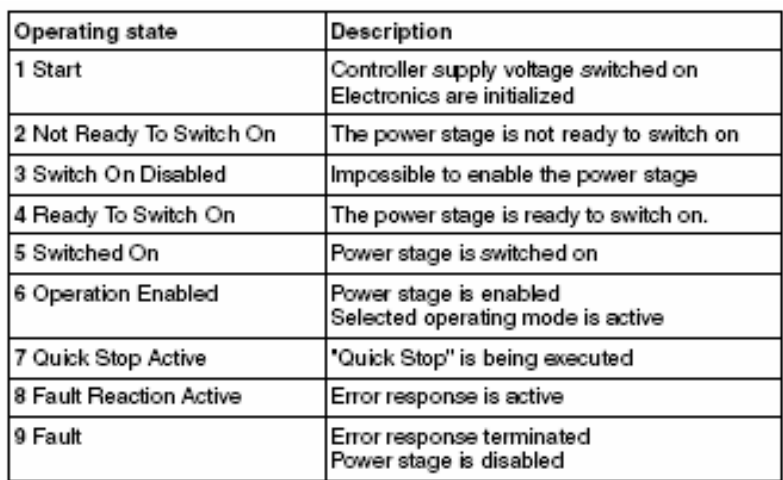 Operating state Description
1 Start Controller supply voltage switched on
Electronics are initialized
2 Not Ready To Switch On The power stage is not ready to switch on
3 Switch On Disabled Impossible to enable the power stage
4 Ready To Switch On The power stage is ready to switch on.
5 Switched On Power stage is switched on
6 Operation Enabled Power stage is enabled
Selected operating mode is active
7 Quick Stop Active "Quick Stop" is being executed
8 Fault Reaction Active Error response is active
9 Fault Error response terminated
Power stage is disabled